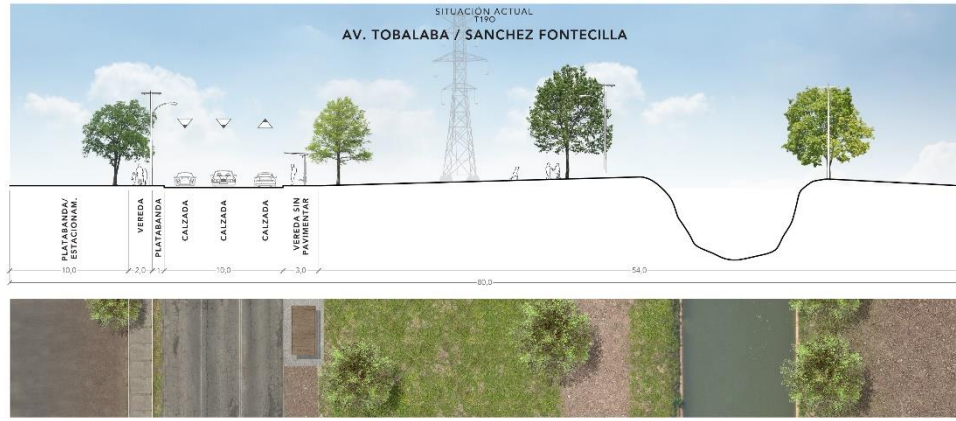 SITUACIÓN ACTUAL
T190
AV. TOBALABA / SANCHEZ FONTECILLA
PLATABANDA/
ESTACIONAM.
VEREDA
PLATABANDA
CALZADA
CALZADA
CALZADA
VEREDA SIN
PAVIMENTAR
10,0
2,0
1
10,0
3,0
54,0
80,0